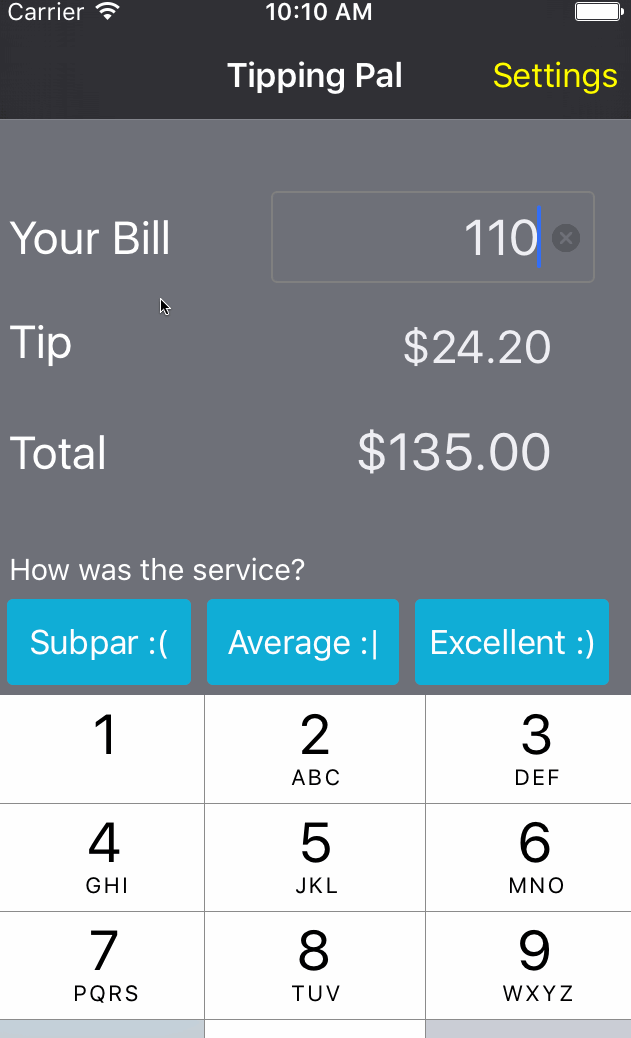 Carrier 10:10 AM
Tipping Pal Settings
Your Bill 110
Tip $24.20
Total $135.00
How was the service?
Subpar :( Average :| Excellent :)
1 2 3
ABC DEF
4 5 6
GHI JKL MNO
7 8 9
PQRS TUV WXYZ